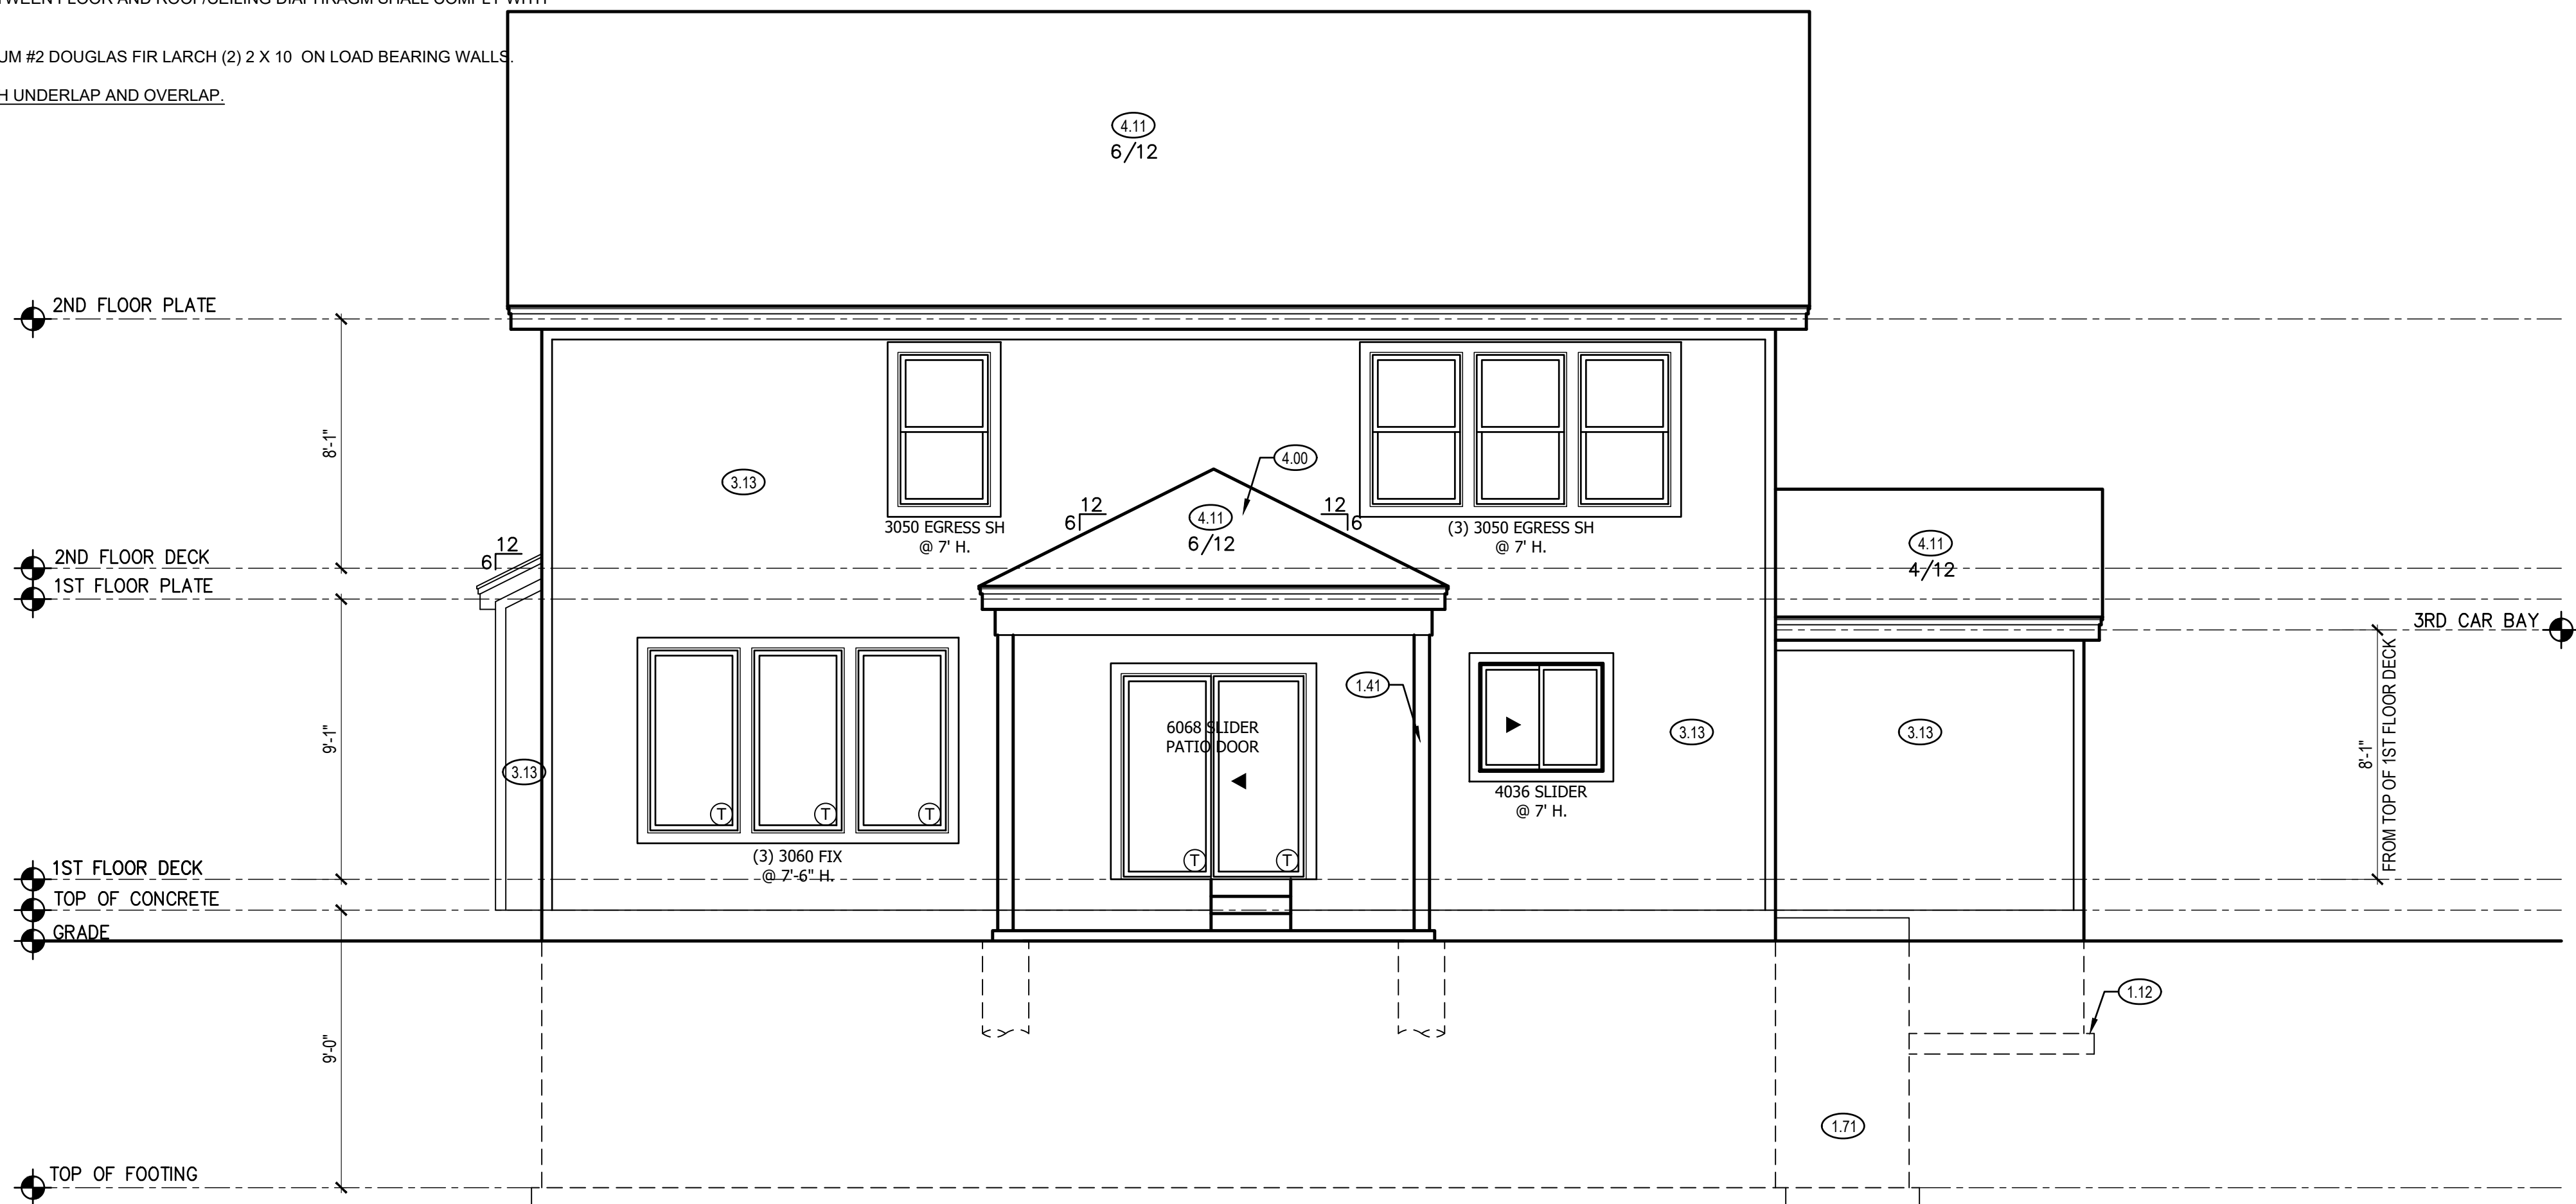 UM #2 DOUGLAS FIR LARCH (2) 2 X 10 ON LOAD BEARING WALLS.
H UNDERLAP AND OVERLAP.
4.11
6/12
2ND FLOOR PLATE
8'-1"
3.13
3050 EGRESS SH
@ 7' H.
4.00
12
6
4.11
6/12
12
6
(3) 3050 EGRESS SH
@ 7' H.
2ND FLOOR DECK
12
6
1ST FLOOR PLATE
4.11
4/12
3RD CAR BAY
9'-1"
3.13
T
T
T
(3) 3060 FIX
@ 7'-6" H.
6068 SLIDER
PATIO DOOR
T
T
1.41
4036 SLIDER
@ 7' H.
3.13
3.13
8'-1"
FROM TOP OF 1ST FLOOR DECK
1ST FLOOR DECK
TOP OF CONCRETE
GRADE
9'-0"
1.12
1.71
TOP OF FOOTING